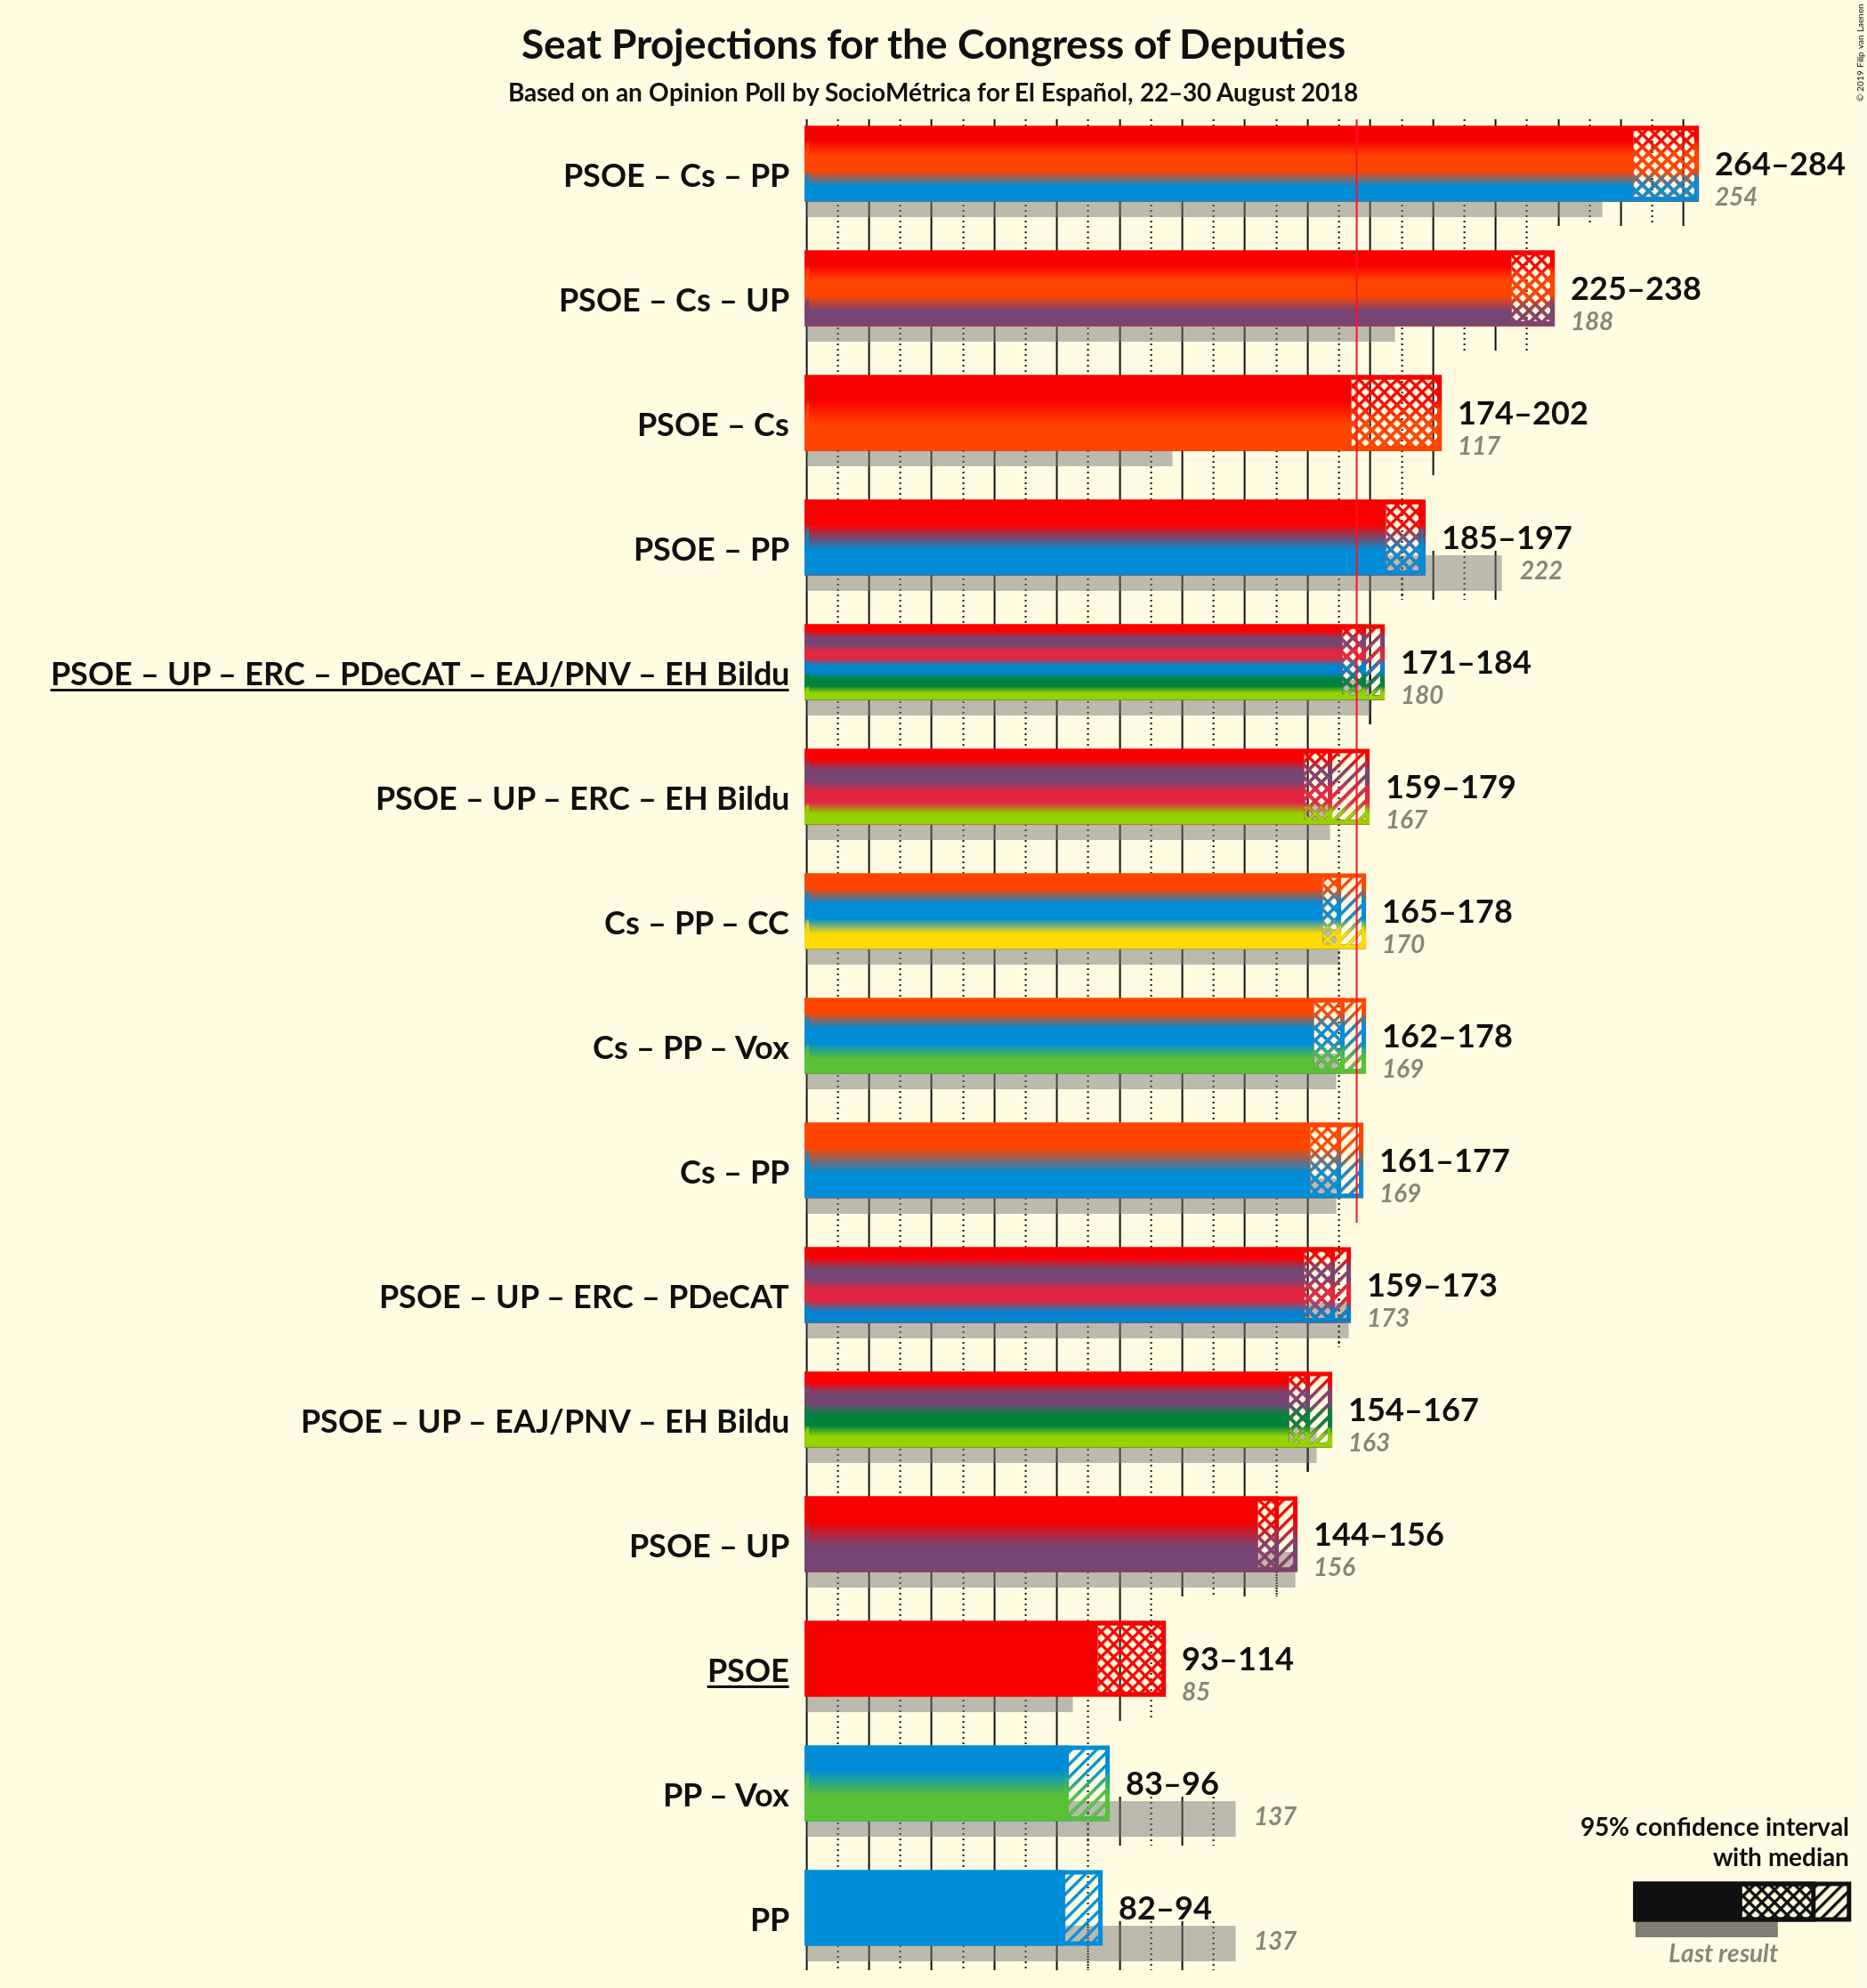 Seat Projections for the Congress of Deputies
Based on an Opinion Poll by SocioMétrica for El Español, 22–30 August 2018
© 2019 Filip van Laenen
PSOE – Cs – PP
264–284
254
PSOE – Cs – UP
225–238
188
PSOE – Cs
174–202
117
PSOE – PP
185–197
222
PSOE – UP – ERC – PDeCAT – EAJ/PNV – EH Bildu
171–184
180
PSOE – UP – ERC – EH Bildu
159–179
167
Cs – PP – CC
165–178
170
Cs – PP – Vox
162–178
169
Cs – PP
161–177
169
PSOE – UP – ERC – PDeCAT
159–173
173
PSOE – UP – EAJ/PNV – EH Bildu
154–167
163
PSOE – UP
144–156
156
PSOE
93–114
85
PP – Vox
83–96
137
PP
82–94
137
95% confidence interval
with median
Last result